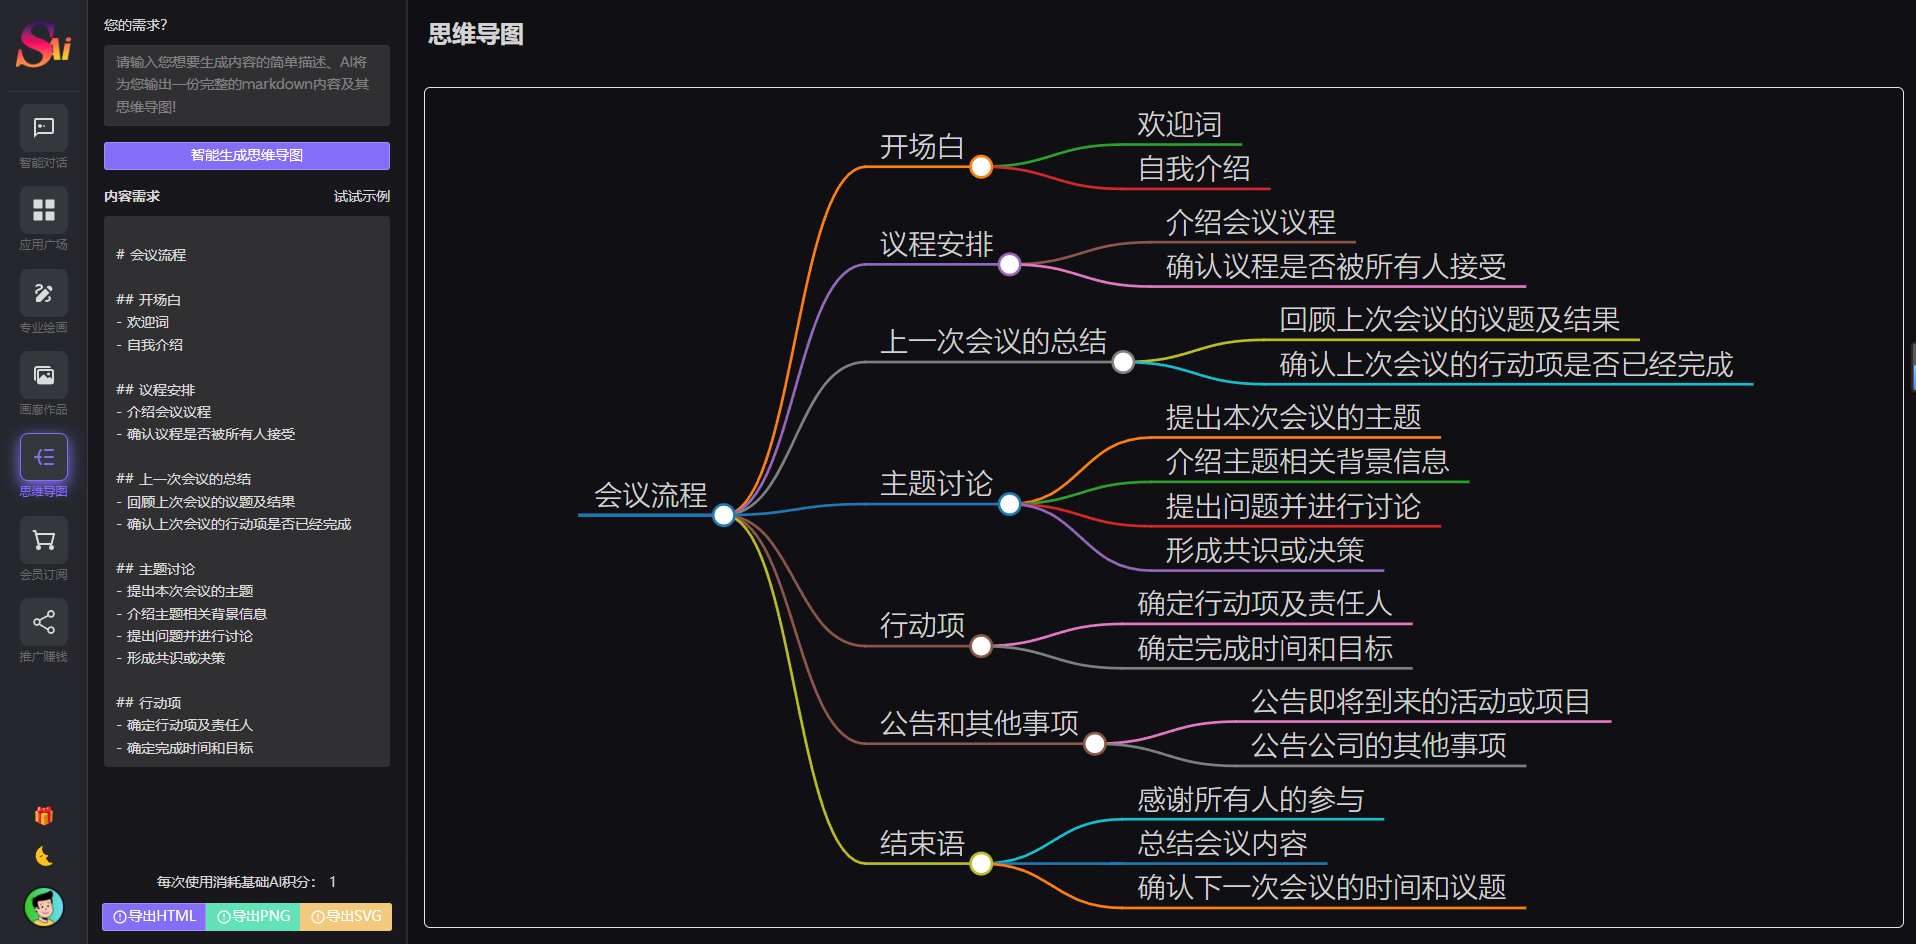 SAi
智能对话
应用广场
专业绘画
画廊作品
思维导图
会员订阅
推广赚钱
您的需求?
请输入您想要生成内容的简单描述、AI将
为您输出一份完整的markdown内容及其
思维导图!
智能生成思维导图
内容需求
试试示例
# 会议流程
## 开场白
- 欢迎词
- 自我介绍
## 议程安排
- 介绍会议议程
- 确认议程是否被所有人接受
## 上一次会议的总结
- 回顾上次会议的议题及结果
- 确认上次会议的行动项是否已经完成
## 主题讨论
- 提出本次会议的主题
- 介绍主题相关背景信息
- 提出问题并进行讨论
- 形成共识或决策
## 行动项
- 确定行动项及责任人
- 确定完成时间和目标
每次使用消耗基础AI积分： 1
导出HTML
导出PNG
导出SVG
思维导图
会议流程
开场白
欢迎词
自我介绍
议程安排
介绍会议议程
确认议程是否被所有人接受
上一次会议的总结
回顾上次会议的议题及结果
确认上次会议的行动项是否已经完成
主题讨论
提出本次会议的主题
介绍主题相关背景信息
提出问题并进行讨论
形成共识或决策
行动项
确定行动项及责任人
确定完成时间和目标
公告和其他事项
公告即将到来的活动或项目
公告公司的其他事项
结束语
感谢所有人的参与
总结会议内容
确认下一次会议的时间和议题